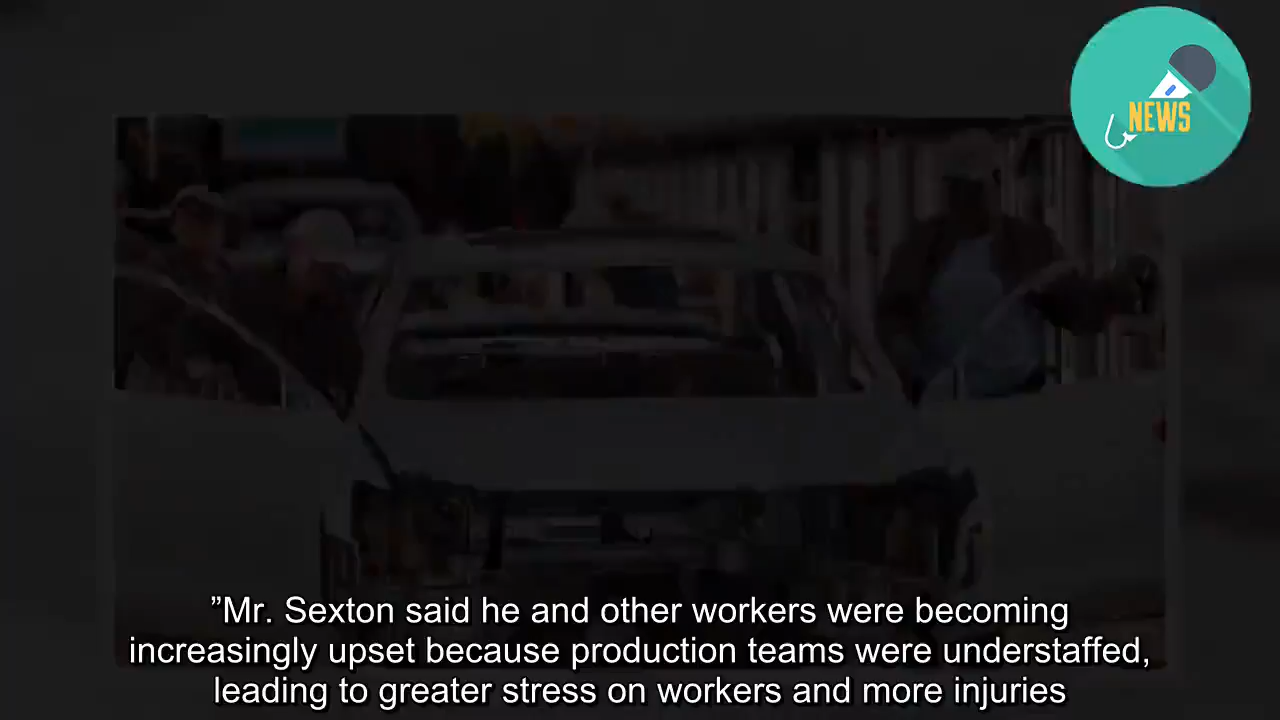 NEWS
”Mr. Sexton said he and other workers were becoming
increasingly upset because production teams were understaffed,
leading to greater stress on workers and more injuries